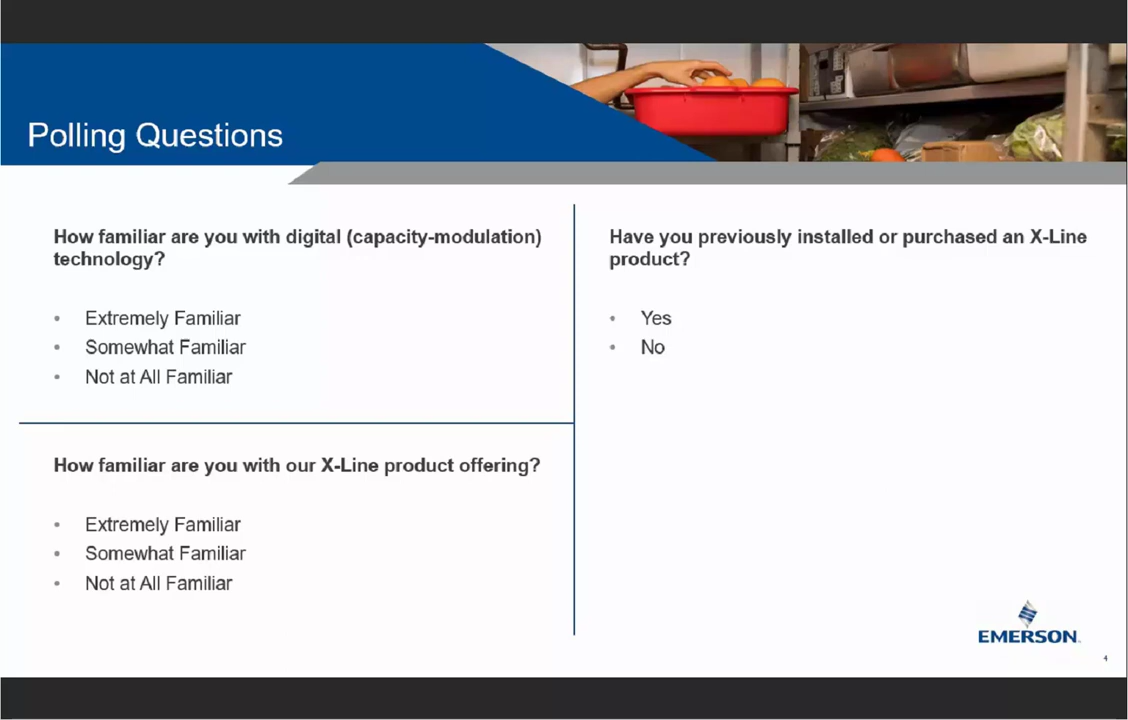 Polling Questions
How familiar are you with digital (capacity-modulation)
technology?
• Extremely Familiar
• Somewhat Familiar
• Not at All Familiar
How familiar are you with our X-Line product offering?
• Extremely Familiar
• Somewhat Familiar
• Not at All Familiar
Have you previously installed or purchased an X-Line
product?
• Yes
• No
EMERSON
4